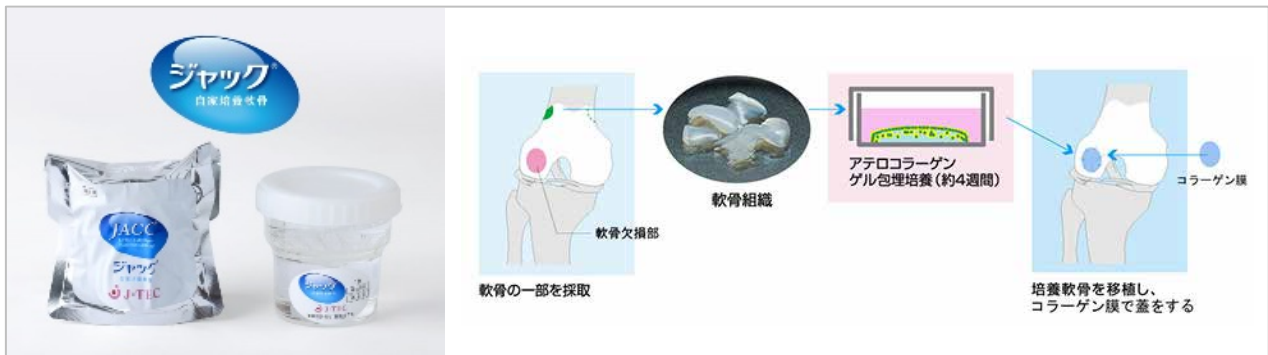 ジャック®
自家培養軟骨
JACC
ジャック
J-TEC
ジャック
J-TEC
軟骨欠損部
軟骨の一部を採取
軟骨組織
アテロコラーゲン
ゲル包埋培養(約4週間)
コラーゲン膜
培養軟骨を移植し、
コラーゲン膜で蓋をする